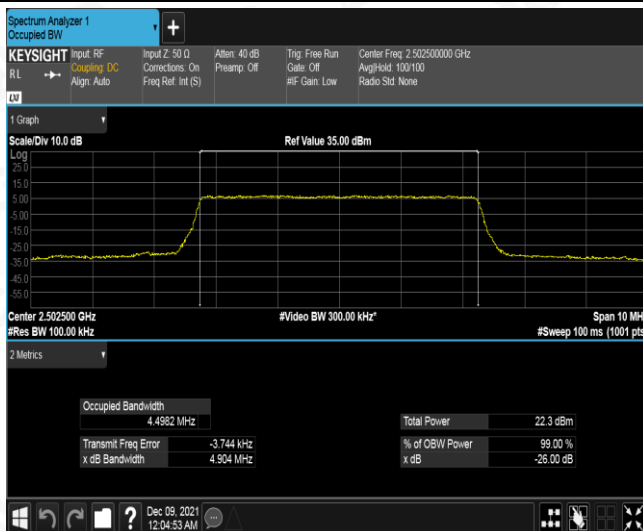 Spectrum Analyzer 1
Occupied BW
+
KEYSIGHT
RL
LXI
Input: RF
Coupling: DC
Align: Auto
Input Z: 50 Ω
Corrections: On
Freq Ref: Int (S)
Atten: 40 dB
Preamp: Off
Trig: Free Run
Gate: Off
#IF Gain: Low
Center Freq: 2.502500000 GHz
Avg|Hold: 100/100
Radio Std: None
1 Graph
Scale/Div 10.0 dB
Ref Value 35.00 dBm
Log
25.0
15.0
5.00
-5.00
-15.0
-25.0
-35.0
-45.0
-55.0
Center 2.502500 GHz
#Video BW 300.00 kHz*
Span 10 MH
#Res BW 100.00 kHz
#Sweep 100 ms (1001 pts
2 Metrics
Occupied Bandwidth
4.4982 MHz
Transmit Freq Error -3.744 kHz
x dB Bandwidth 4.904 MHz
Total Power 22.3 dBm
% of OBW Power 99.00 %
x dB -26.00 dB
?
Dec 09, 2021
12:04:53 AM